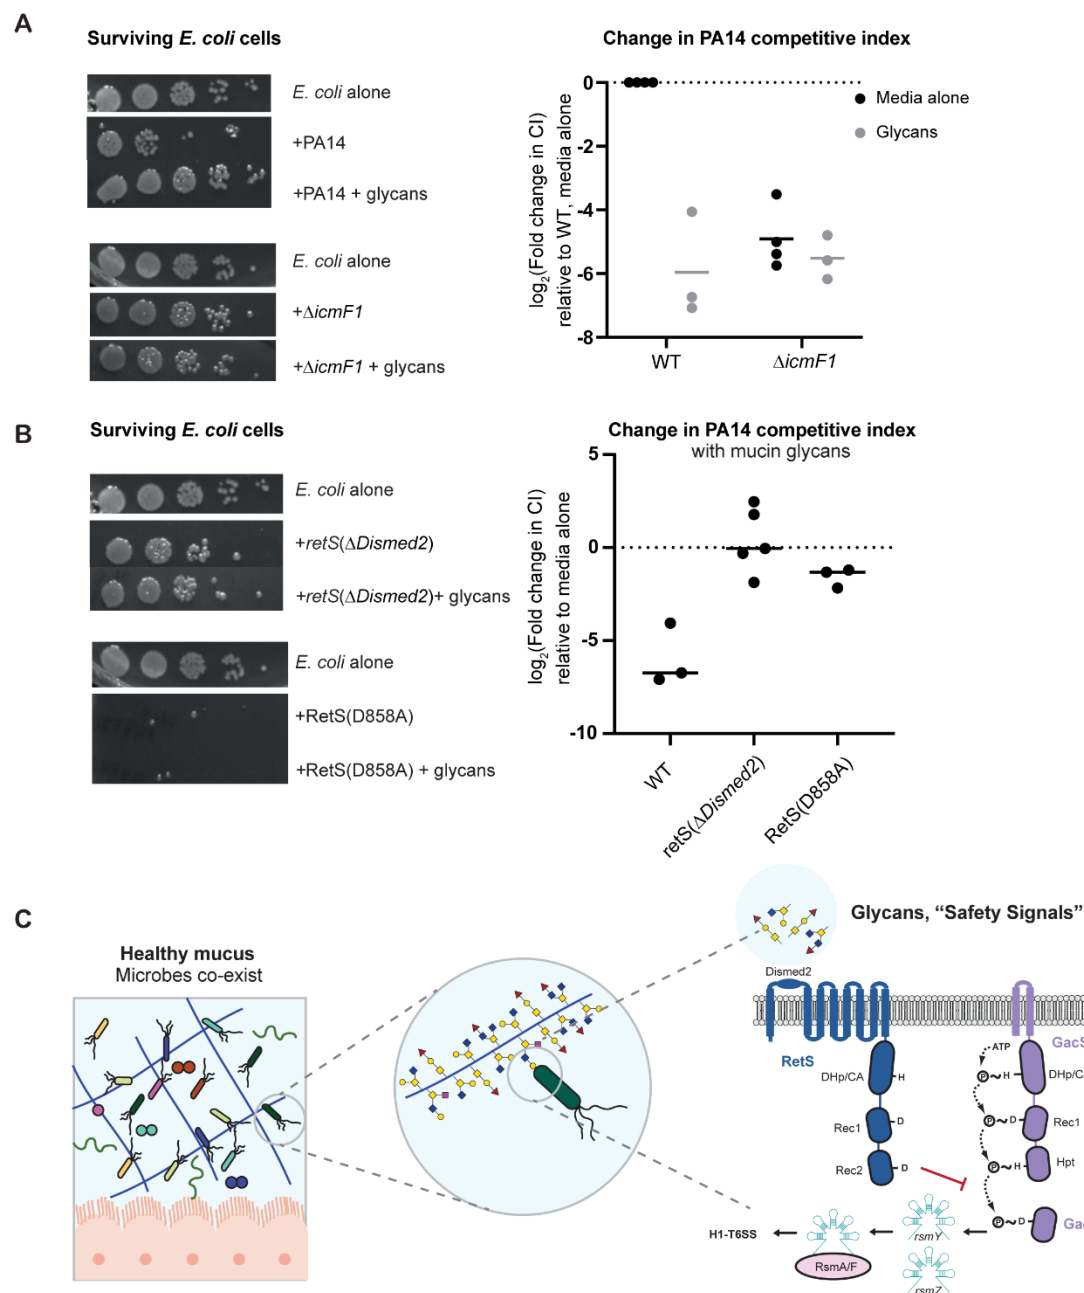 A
Surviving E. coli cells
E. coli alone
+PA14
+PA14 + glycans
E. coli alone
+ΔicmF1
+ΔicmF1 + glycans
Change in PA14 competitive index
log2(Fold change in CI)
relative to WT, media alone
0
-2
-4
-6
-8
WT
ΔicmF1
Media alone
Glycans
B
Surviving E. coli cells
E. coli alone
+retS(ΔDismed2)
+retS(ΔDismed2)+ glycans
E. coli alone
+RetS(D858A)
+RetS(D858A) + glycans
Change in PA14 competitive index
with mucin glycans
log2(Fold change in CI)
relative to media alone
5
0
-5
-10
WT
retS(ΔDismed2)
RetS(D858A)
C
Healthy mucus
Microbes co-exist
Glycans, “Safety Signals”
Dismed2
RetS
DHp/CA
H
Rec1
D
Rec2
D
GacS
ATP
P~H
DHp/CA
P~D
Rec1
P~H
Hpt
P~D
Ga
rsmY
rsmZ
RsmA/F
H1-T6SS